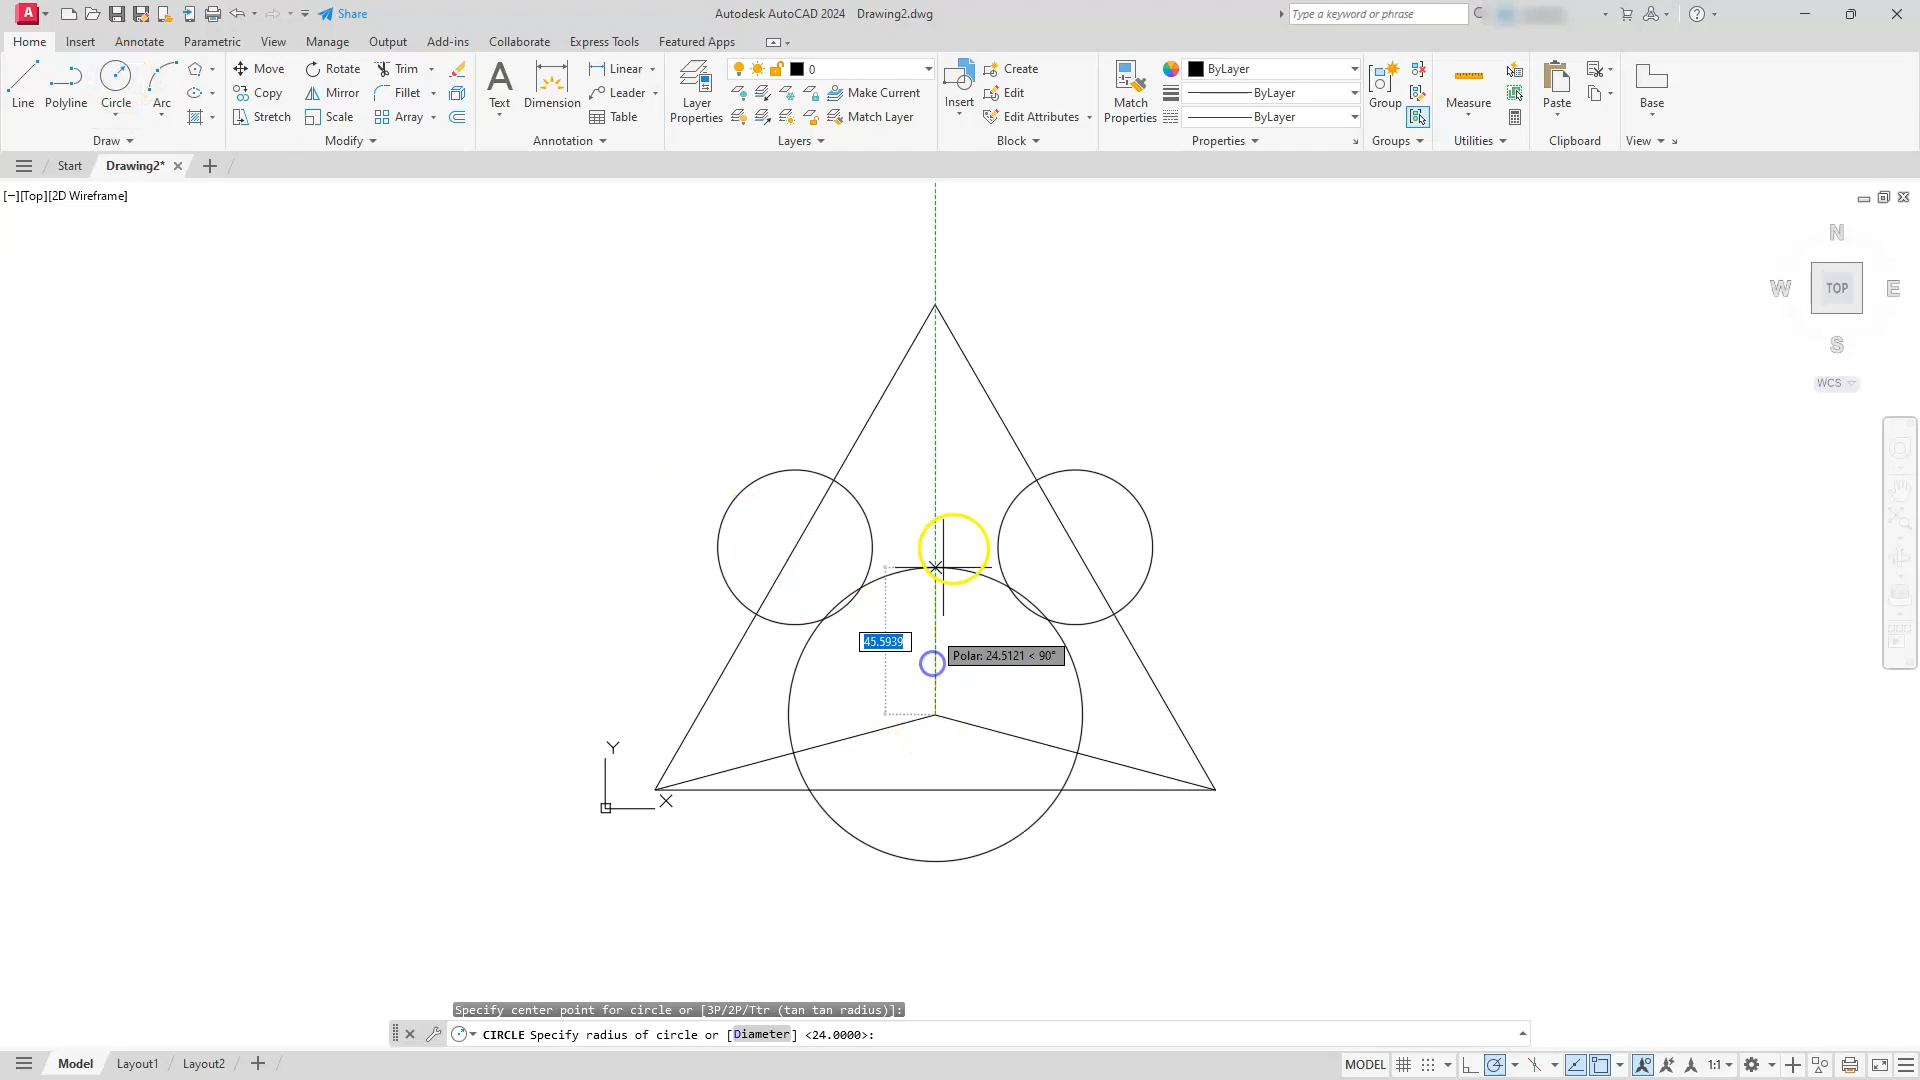 A Share Autodesk AutoCAD 2024 Drawing2.dwg Type a keyword or phrase
Home Insert Annotate Parametric View Manage Output Add-ins Collaborate Express Tools Featured Apps
Line Polyline Circle Arc
Move Rotate Trim
Copy Mirror Fillet
Stretch Scale Array
Text Dimension
Linear
Leader
Table
Layer Properties
0
Make Current
Match Layer
Insert
Create
Edit
Edit Attributes
Match Properties
ByLayer
ByLayer
ByLayer
Group
Measure
Paste
Base
Draw Modify Annotation Layers Block Properties Groups Utilities Clipboard View
Start Drawing2*
[−][Top][2D Wireframe]
N
W TOP E
S
WCS
45.5939
Polar: 24.5121 < 90°
Y
X
Specify center point for circle or [3P/2P/Ttr (tan tan radius)]:
CIRCLE Specify radius of circle or [Diameter] <24.0000>:
Model Layout1 Layout2 MODEL 1:1